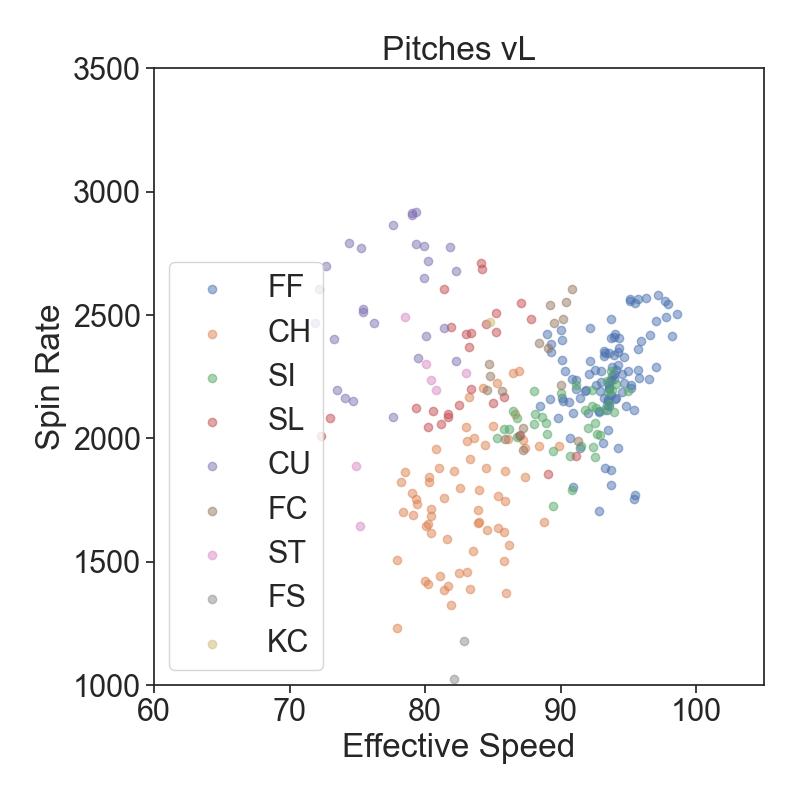 Pitches vL
3500
3000
2500
2000
1500
1000
Spin Rate
FF
CH
SI
SL
CU
FC
ST
FS
KC
60 70 80 90 100
Effective Speed